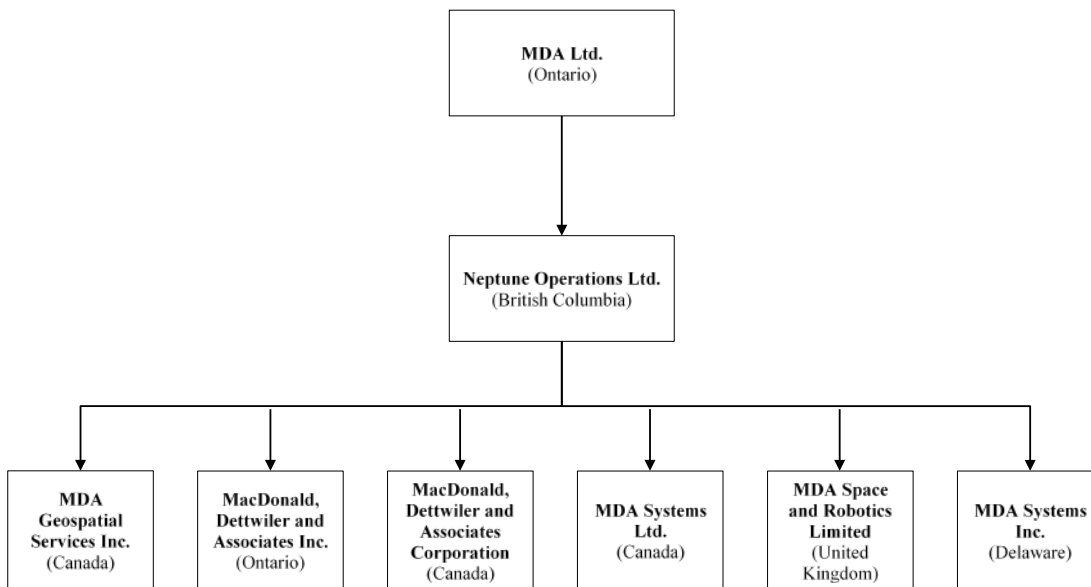 MDA Ltd.
(Ontario)
Neptune Operations Ltd.
(British Columbia)
MDA
Geospatial
Services Inc.
(Canada)
MacDonald,
Dettwiler and
Associates Inc.
(Ontario)
MacDonald,
Dettwiler and
Associates
Corporation
(Canada)
MDA Systems
Ltd.
(Canada)
MDA Space
and Robotics
Limited
(United
Kingdom)
MDA Systems
Inc.
(Delaware)